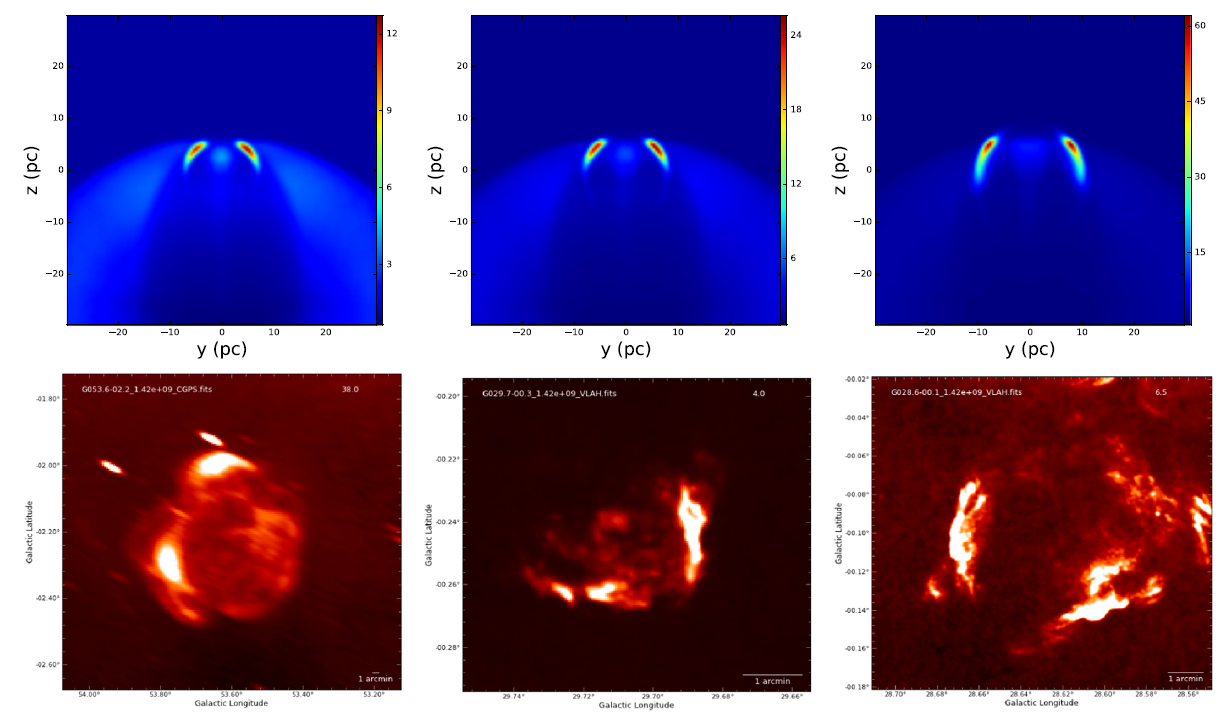 20
10
0
−10
−20
z (pc)
−20 −10 0 10 20
y (pc)
12
9
6
3
20
10
0
−10
−20
z (pc)
−20 −10 0 10 20
y (pc)
24
18
12
6
20
10
0
−10
−20
z (pc)
−20 −10 0 10 20
y (pc)
60
45
30
15
G053.6-02.2_1.42e+09_CGPS.fits 38.0
-01.80°
-02.00°
-02.20°
-02.40°
-02.60°
Galactic Latitude
1 arcmin
54.00° 53.80° 53.60° 53.40° 53.20°
Galactic Longitude
G029.7-00.3_1.42e+09_VLAH.fits 4.0
-00.20°
-00.22°
-00.24°
-00.26°
-00.28°
Galactic Latitude
1 arcmin
29.74° 29.72° 29.70° 29.68° 29.66°
Galactic Longitude
G028.6-00.1_1.42e+09_VLAH.fits 6.5
-00.02°
-00.04°
-00.06°
-00.08°
-00.10°
-00.12°
-00.14°
-00.16°
-00.18°
Galactic Latitude
1 arcmin
28.70° 28.68° 28.66° 28.64° 28.62° 28.60° 28.58° 28.56°
Galactic Longitude